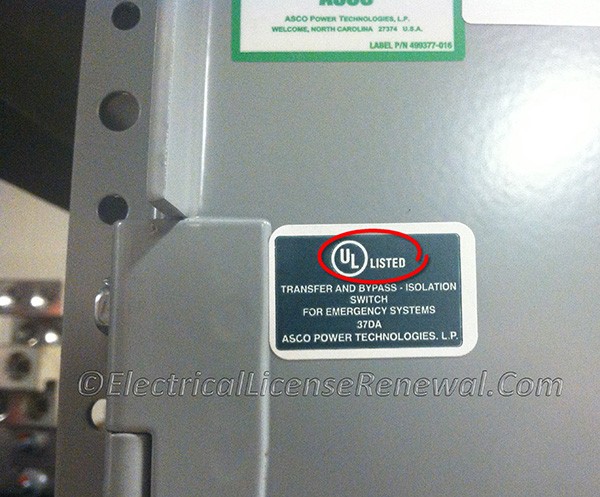 ASCO
ASCO POWER TECHNOLOGIES, L.P.
WELCOME, NORTH CAROLINA 27374 U.S.A.
LABEL P/N 499377-016
UL LISTED
TRANSFER AND BYPASS - ISOLATION
SWITCH
FOR EMERGENCY SYSTEMS
37DA
ASCO POWER TECHNOLOGIES, L.P.
©ElectricalLicenseRenewal.Com